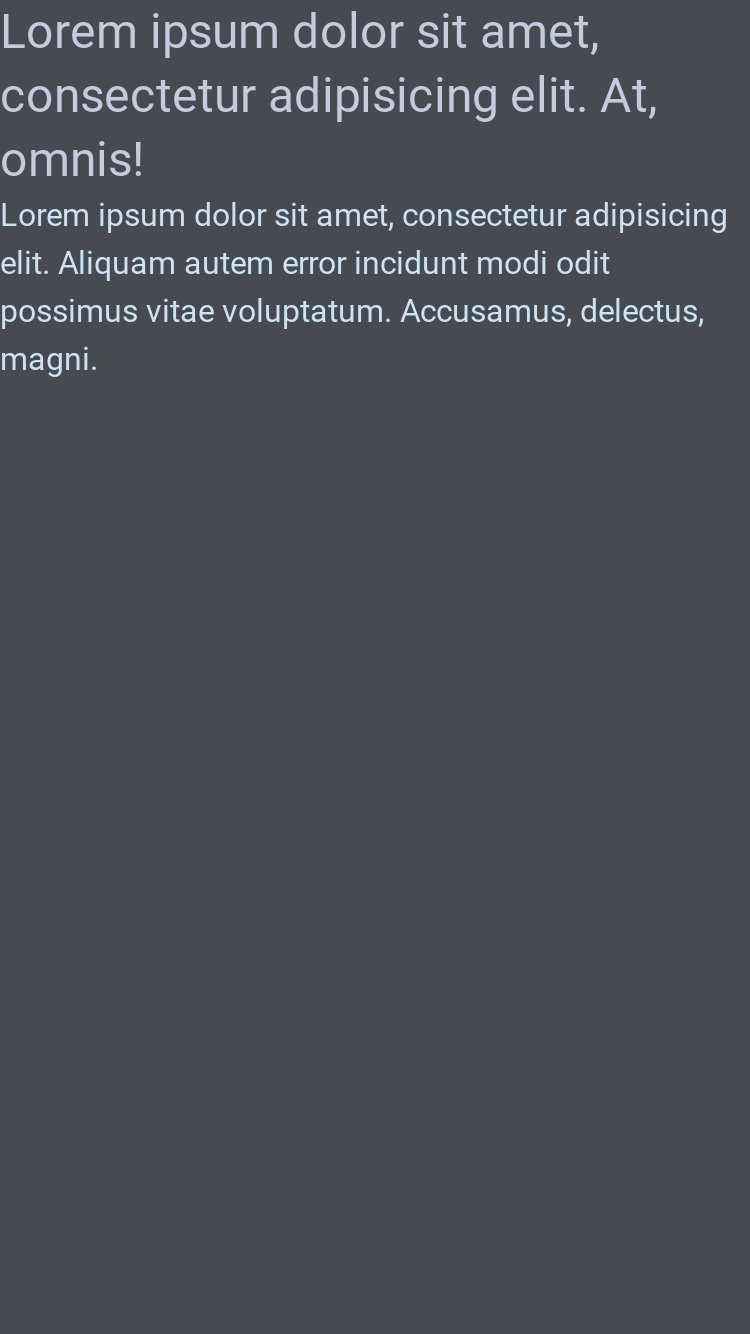 Lorem ipsum dolor sit amet,
consectetur adipisicing elit. At,
omnis!
Lorem ipsum dolor sit amet, consectetur adipisicing
elit. Aliquam autem error incidunt modi odit
possimus vitae voluptatum. Accusamus, delectus,
magni.